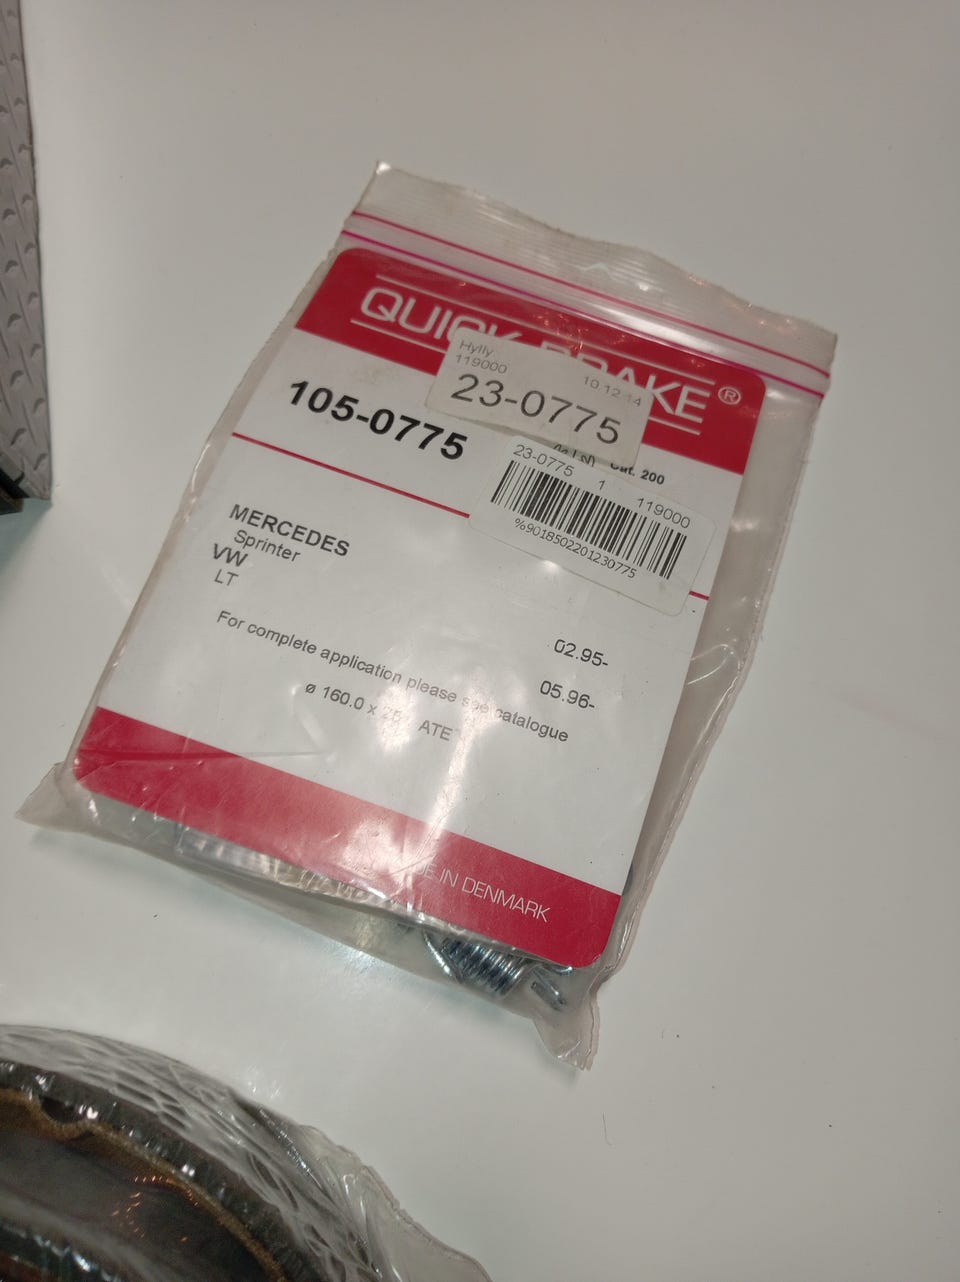 QUICK BRAKE®
Hylly
119000 10.12.14
23-0775
105-0775
Cat. 200
23-0775 1 119000
%9018502201230775
MERCEDES
Sprinter 02.95-
VW
LT 05.96-
For complete application please see catalogue
ø 160.0 x ATE
IN DENMARK